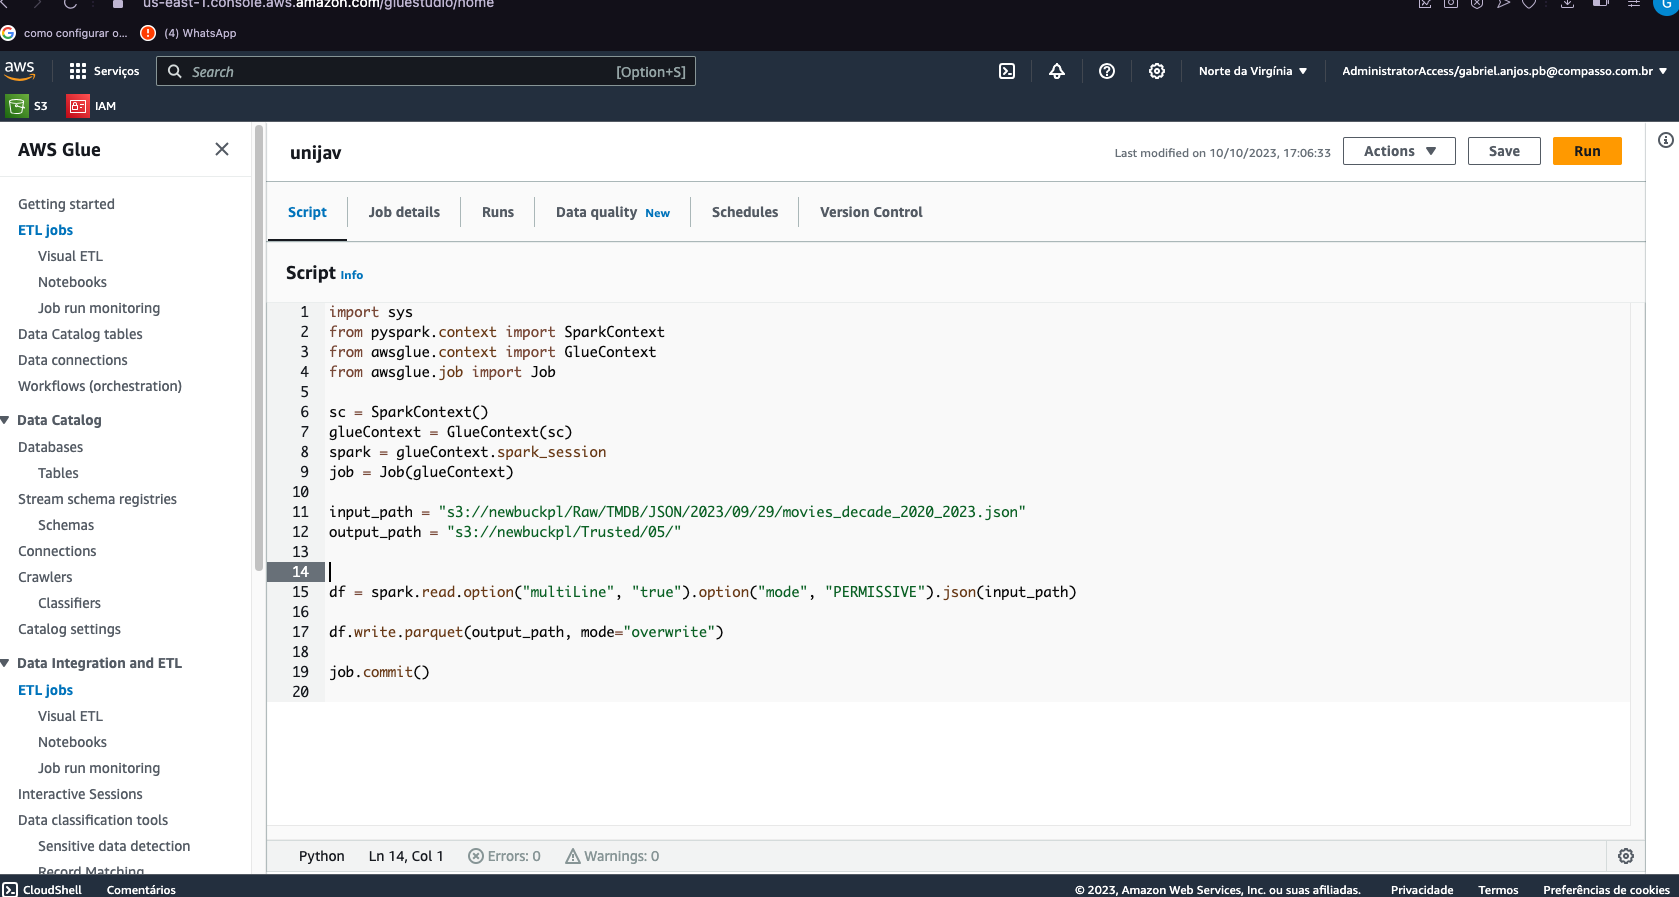 us-east-1.console.aws.amazon.com/gluestudio/home
G como configurar o... (4) WhatsApp
aws Serviços Search [Option+S] Norte da Virgínia AdministratorAccess/gabriel.anjos.pb@compasso.com.br
S3 IAM
AWS Glue
Getting started
ETL jobs
Visual ETL
Notebooks
Job run monitoring
Data Catalog tables
Data connections
Workflows (orchestration)
Data Catalog
Databases
Tables
Stream schema registries
Schemas
Connections
Crawlers
Classifiers
Catalog settings
Data Integration and ETL
ETL jobs
Visual ETL
Notebooks
Job run monitoring
Interactive Sessions
Data classification tools
Sensitive data detection
Record Matching
unijav Last modified on 10/10/2023, 17:06:33 Actions Save Run
Script Job details Runs Data quality New Schedules Version Control
Script Info
1 import sys
2 from pyspark.context import SparkContext
3 from awsglue.context import GlueContext
4 from awsglue.job import Job
5
6 sc = SparkContext()
7 glueContext = GlueContext(sc)
8 spark = glueContext.spark_session
9 job = Job(glueContext)
10
11 input_path = "s3://newbuckpl/Raw/TMDB/JSON/2023/09/29/movies_decade_2020_2023.json"
12 output_path = "s3://newbuckpl/Trusted/05/"
13
14
15 df = spark.read.option("multiLine", "true").option("mode", "PERMISSIVE").json(input_path)
16
17 df.write.parquet(output_path, mode="overwrite")
18
19 job.commit()
20
Python Ln 14, Col 1 Errors: 0 Warnings: 0
CloudShell Comentários © 2023, Amazon Web Services, Inc. ou suas afiliadas. Privacidade Termos Preferências de cookies